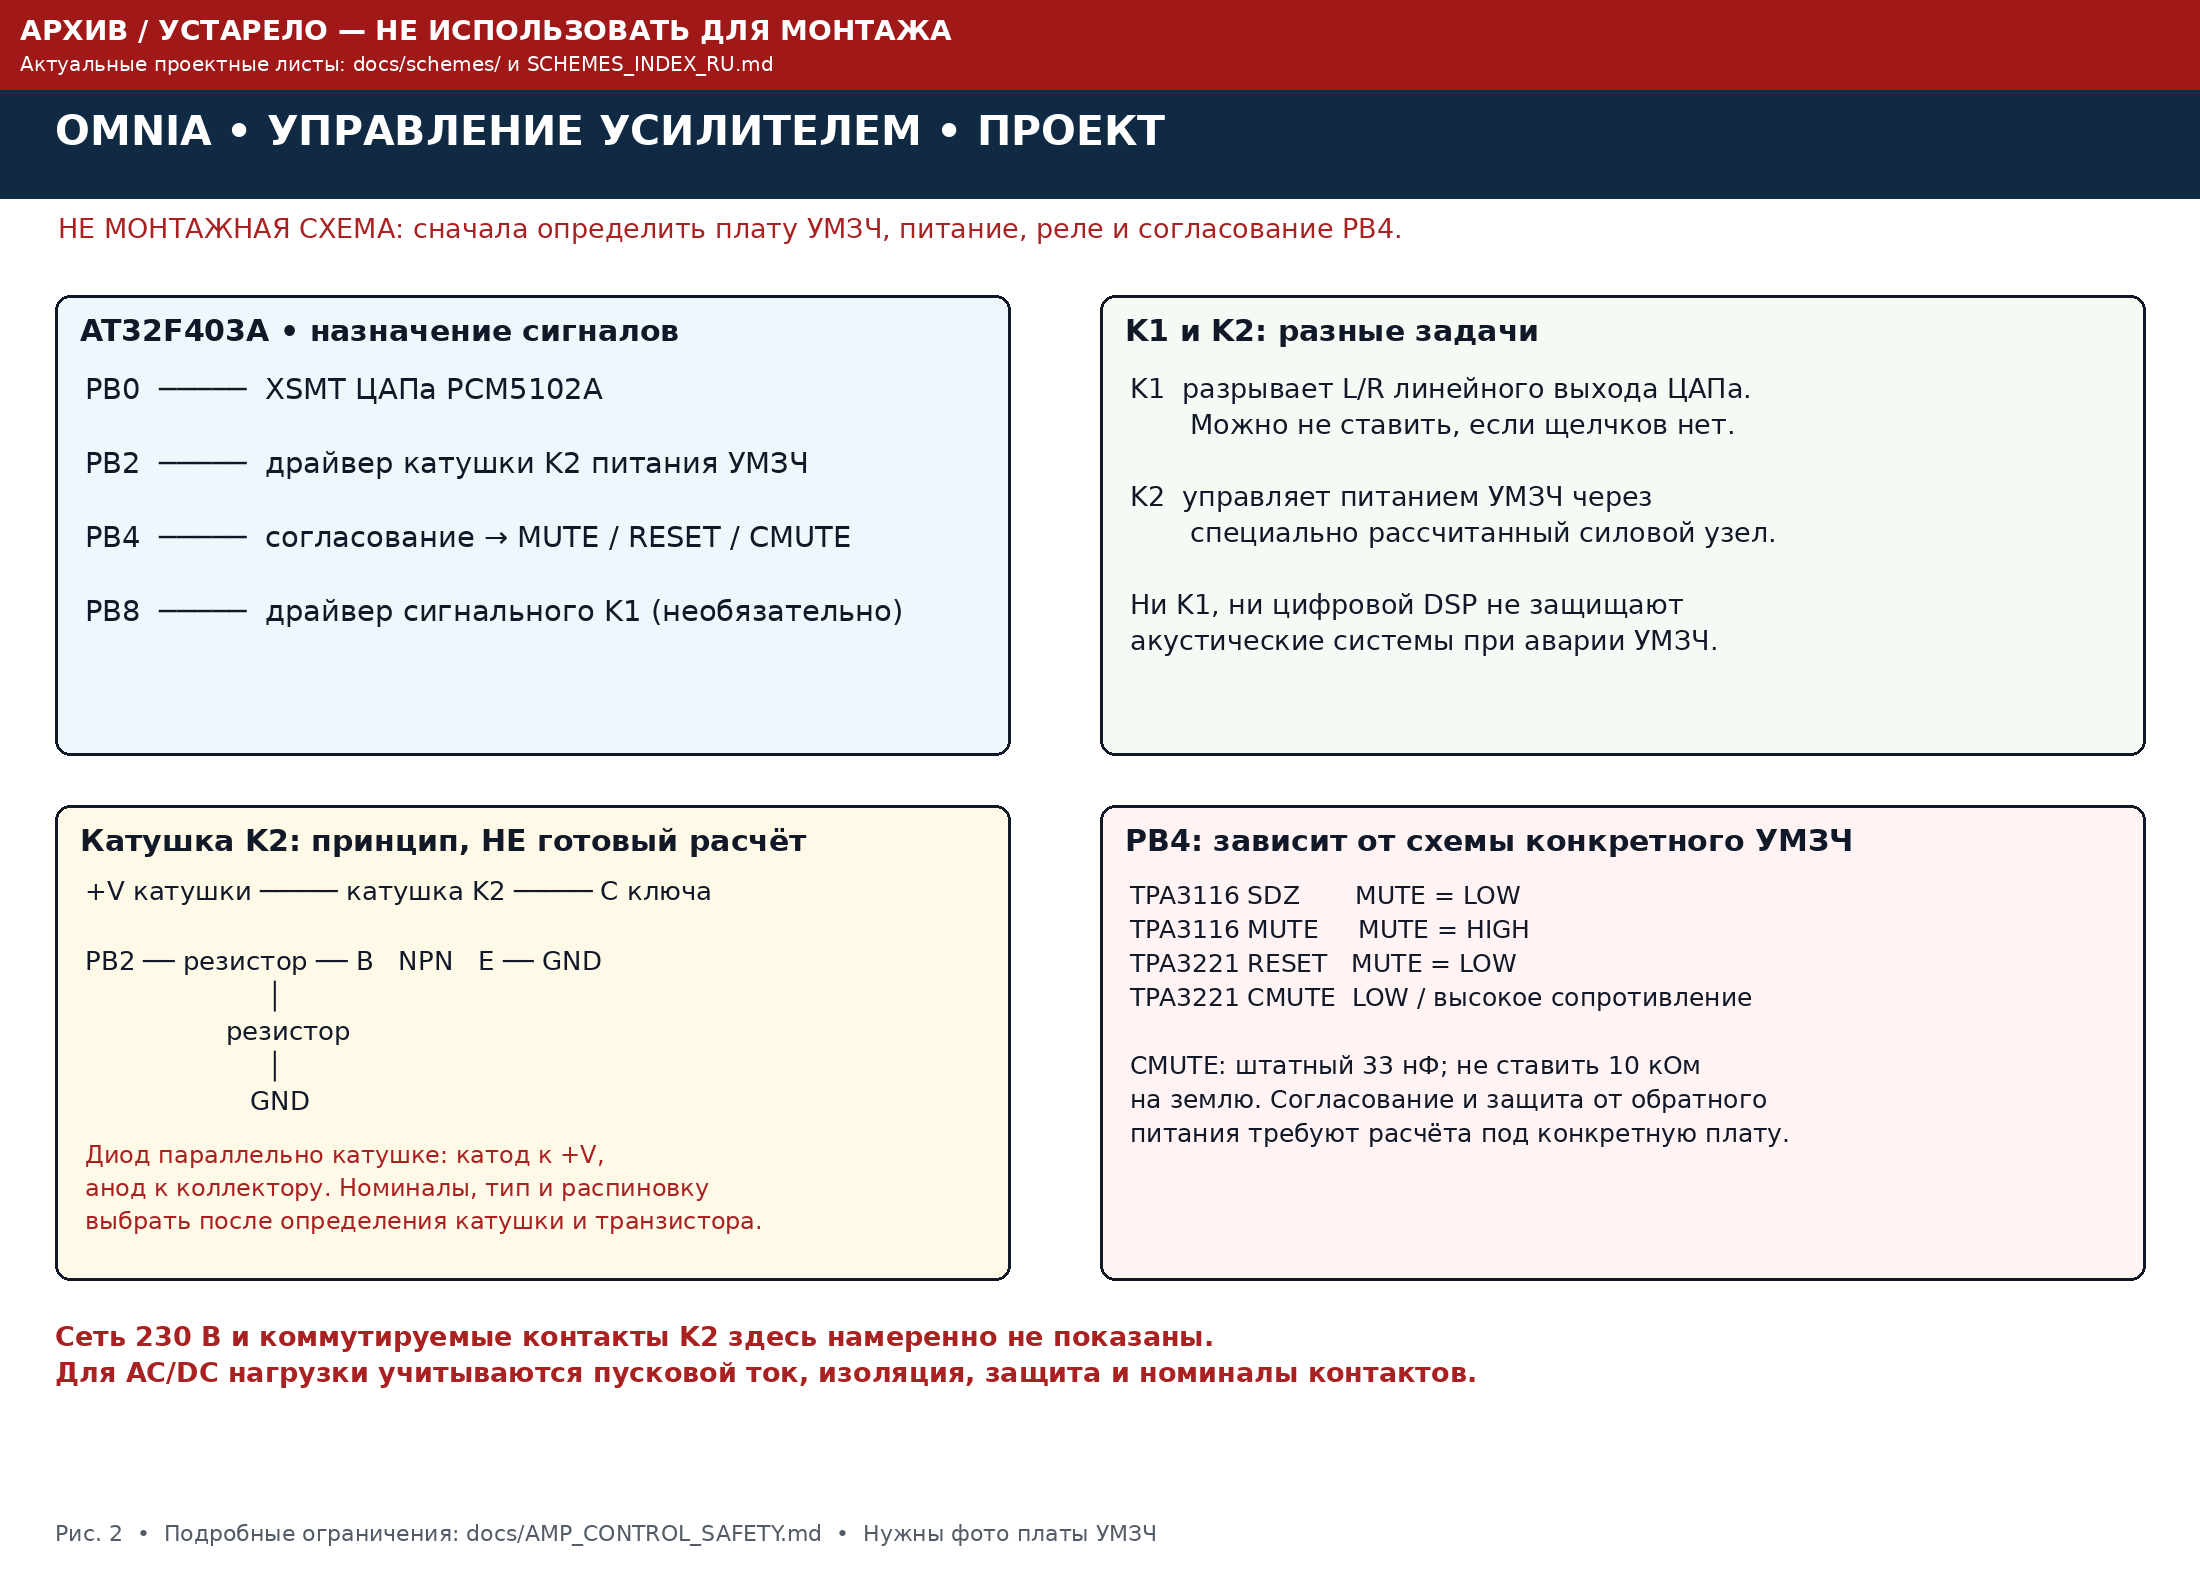 АРХИВ / УСТАРЕЛО — НЕ ИСПОЛЬЗОВАТЬ ДЛЯ МОНТАЖА
Актуальные проектные листы: docs/schemes/ и SCHEMES_INDEX_RU.md
OMNIA • УПРАВЛЕНИЕ УСИЛИТЕЛЕМ • ПРОЕКТ
НЕ МОНТАЖНАЯ СХЕМА: сначала определить плату УМЗЧ, питание, реле и согласование PB4.
AT32F403A • назначение сигналов
PB0 ——— XSMT ЦАПа PCM5102A
PB2 ——— драйвер катушки K2 питания УМЗЧ
PB4 ——— согласование → MUTE / RESET / CMUTE
PB8 ——— драйвер сигнального K1 (необязательно)
K1 и K2: разные задачи
K1 разрывает L/R линейного выхода ЦАПа.
Можно не ставить, если щелчков нет.
K2 управляет питанием УМЗЧ через
специально рассчитанный силовой узел.
Ни K1, ни цифровой DSP не защищают
акустические системы при аварии УМЗЧ.
Катушка K2: принцип, НЕ готовый расчёт
+V катушки ——— катушка K2 ——— C ключа
PB2 — резистор — B NPN E — GND
│
резистор
│
GND
Диод параллельно катушке: катод к +V,
анод к коллектору. Номиналы, тип и распиновку
выбрать после определения катушки и транзистора.
PB4: зависит от схемы конкретного УМЗЧ
TPA3116 SDZ MUTE = LOW
TPA3116 MUTE MUTE = HIGH
TPA3221 RESET MUTE = LOW
TPA3221 CMUTE LOW / высокое сопротивление
CMUTE: штатный 33 нФ; не ставить 10 кОм
на землю. Согласование и защита от обратного
питания требуют расчёта под конкретную плату.
Сеть 230 В и коммутируемые контакты K2 здесь намеренно не показаны.
Для AC/DC нагрузки учитываются пусковой ток, изоляция, защита и номиналы контактов.
Рис. 2 • Подробные ограничения: docs/AMP_CONTROL_SAFETY.md • Нужны фото платы УМЗЧ